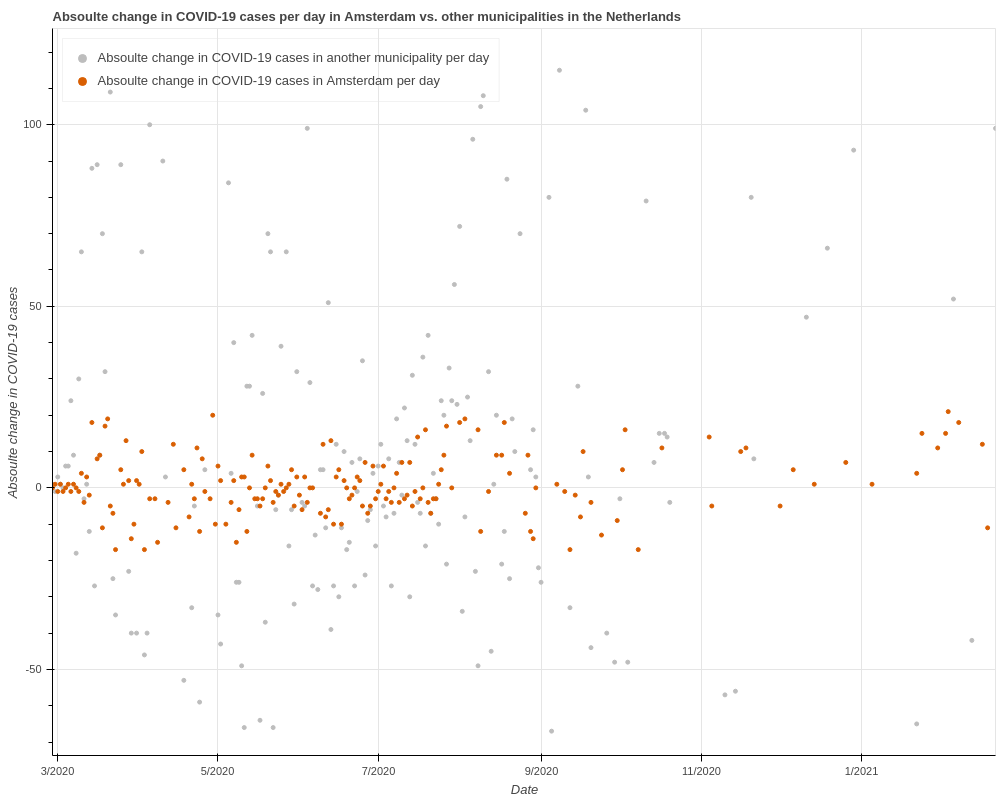 Absoulte change in COVID-19 cases per day in Amsterdam vs. other municipalities in the Netherlands
Absoulte change in COVID-19 cases in another municipality per day
Absoulte change in COVID-19 cases in Amsterdam per day
Absoulte change in COVID-19 cases
100
50
0
-50
3/2020
5/2020
7/2020
9/2020
11/2020
1/2021
Date